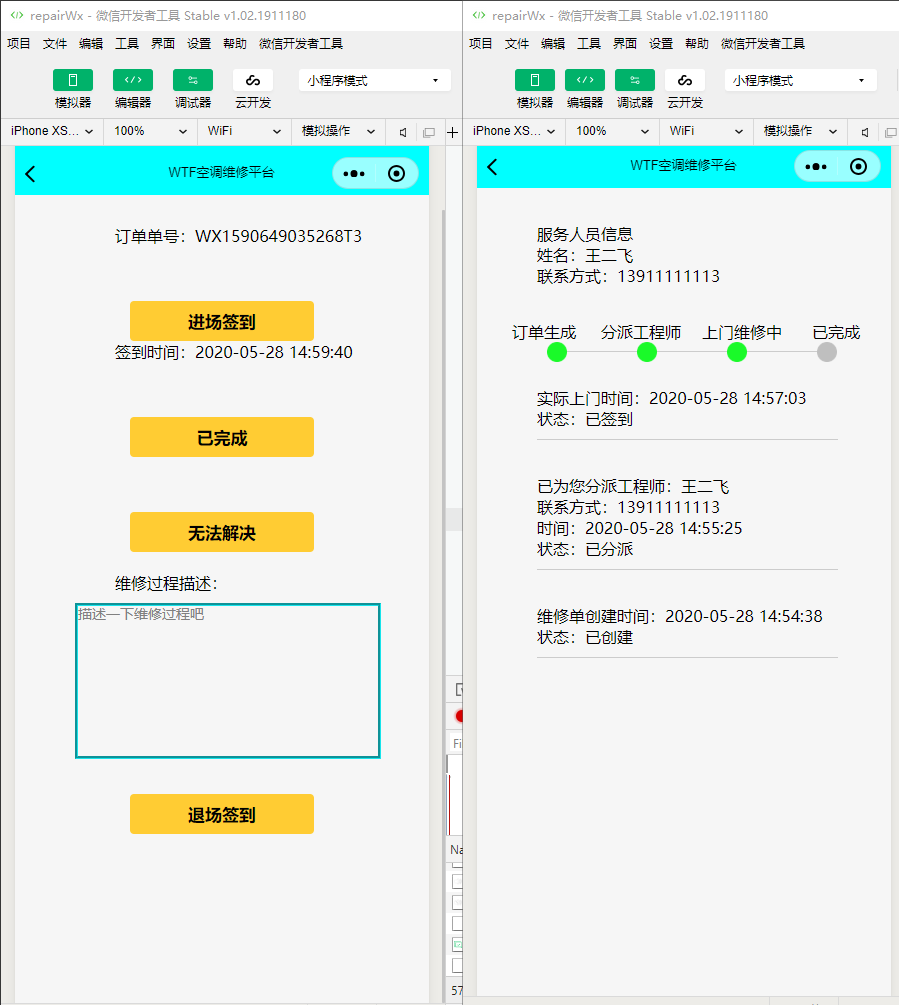 repairWx - 微信开发者工具 Stable v1.02.1911180
项目 文件 编辑 工具 界面 设置 帮助 微信开发者工具
模拟器 编辑器 调试器 云开发
小程序模式
iPhone XS... 100% WiFi 模拟操作
WTF空调维修平台
订单单号：WX1590649035268T3
进场签到
签到时间：2020-05-28 14:59:40
已完成
无法解决
维修过程描述：
描述一下维修过程吧
退场签到
Fi
Na
57
repairWx - 微信开发者工具 Stable v1.02.1911180
项目 文件 编辑 工具 界面 设置 帮助 微信开发者工具
模拟器 编辑器 调试器 云开发
小程序模式
iPhone XS... 100% WiFi 模拟操作
WTF空调维修平台
服务人员信息
姓名：王二飞
联系方式：13911111113
订单生成 分派工程师 上门维修中 已完成
实际上门时间：2020-05-28 14:57:03
状态：已签到
已为您分派工程师：王二飞
联系方式：13911111113
时间：2020-05-28 14:55:25
状态：已分派
维修单创建时间：2020-05-28 14:54:38
状态：已创建